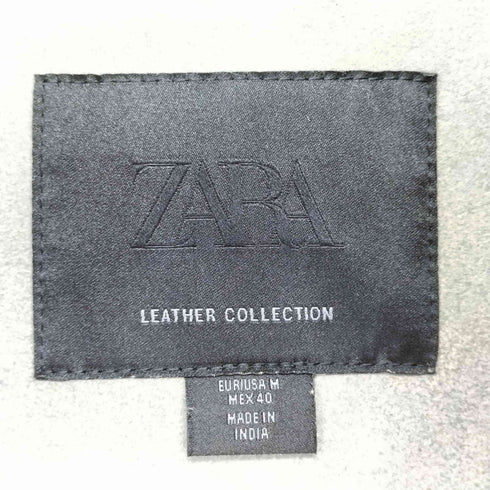 ZARA
LEATHER COLLECTION
EUR/USA M
MEX 40
MADE IN
INDIA